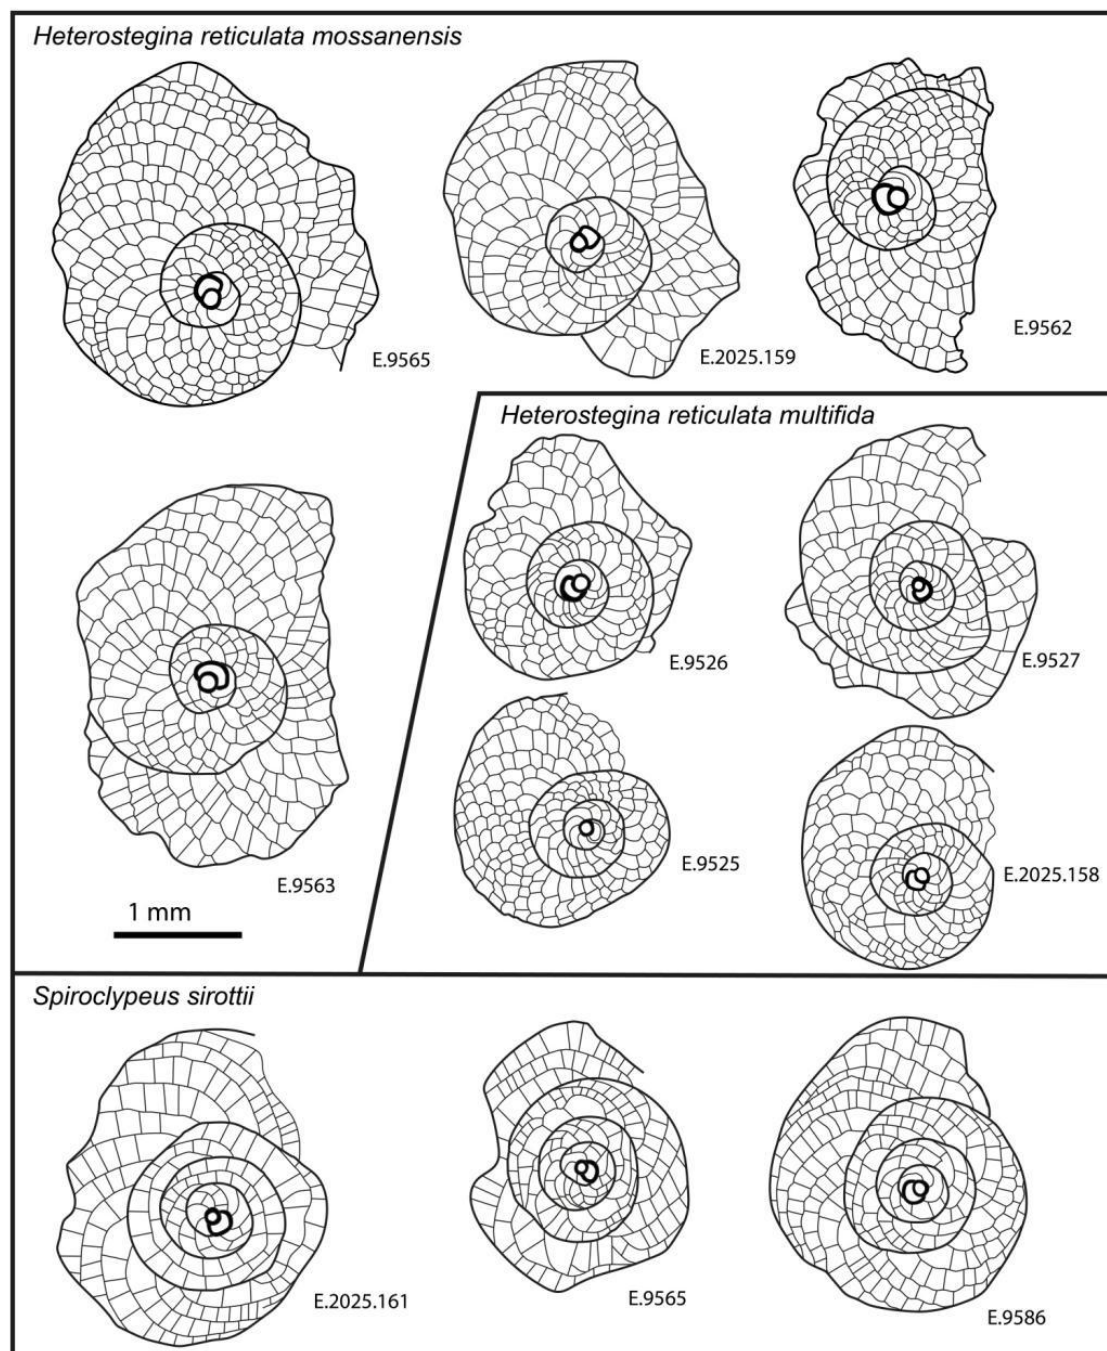 Heterostegina reticulata mossanensis
E.9565
E.2025.159
E.9562
Heterostegina reticulata multifida
E.9526
E.9527
E.9563
E.9525
E.2025.158
1 mm
Spiroclypeus sirottii
E.2025.161
E.9565
E.9586